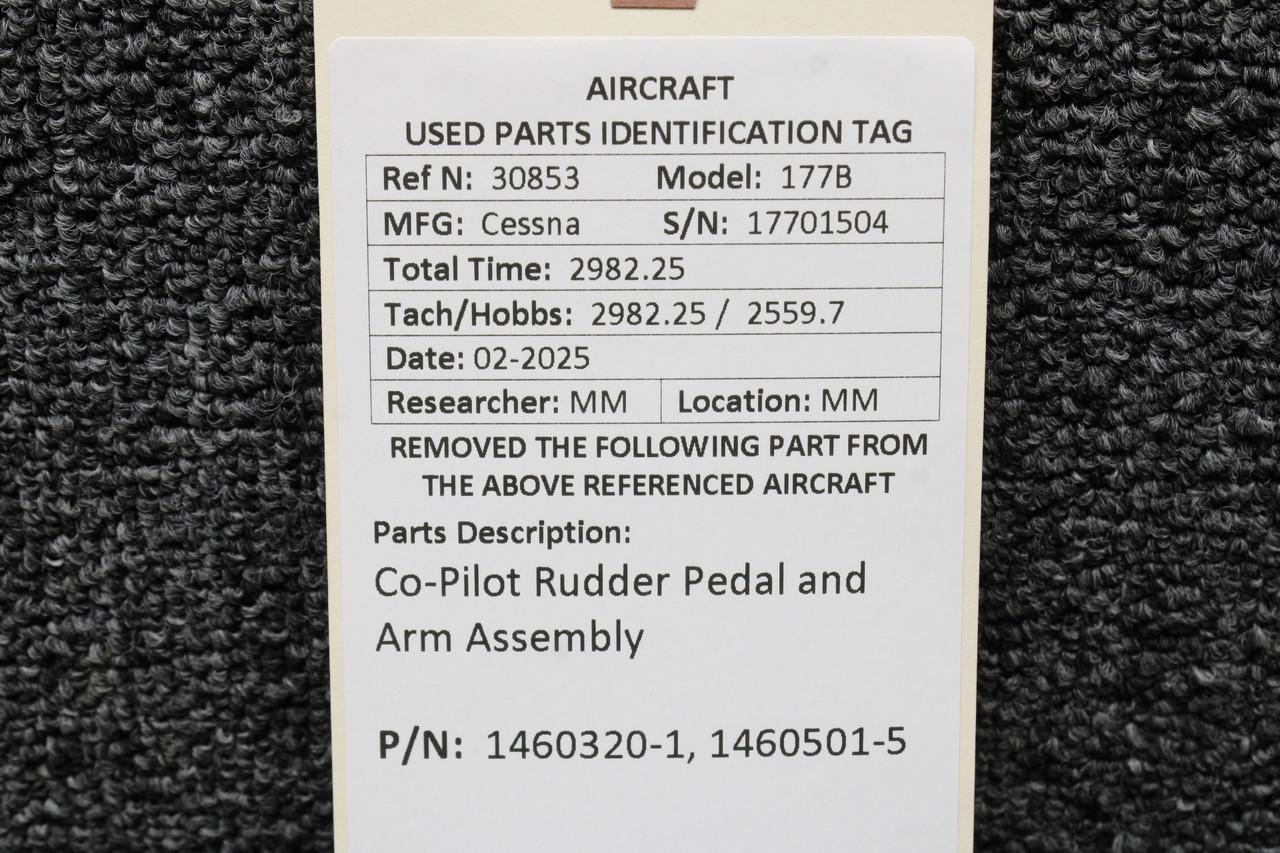 AIRCRAFT
USED PARTS IDENTIFICATION TAG
Ref N: 30853 Model: 177B
MFG: Cessna S/N: 17701504
Total Time: 2982.25
Tach/Hobbs: 2982.25 / 2559.7
Date: 02-2025
Researcher: MM Location: MM
REMOVED THE FOLLOWING PART FROM
THE ABOVE REFERENCED AIRCRAFT
Parts Description:
Co-Pilot Rudder Pedal and
Arm Assembly
P/N: 1460320-1, 1460501-5